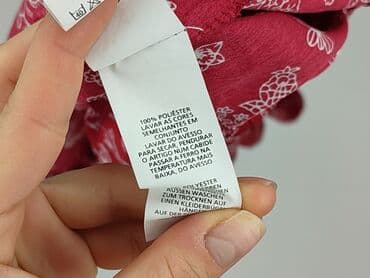 100% POLIÉSTER
LAVAR AS CORES
SEMELHANTES EM
CONJUNTO
LAVAR DO AVESSO
PARA SECAR, PENDURAR
O ARTIGO NUM CABIDE
PASSAR A FERRO NA
TEMPERATURA MAIS
BAIXA, DO AVESSO
POLYESTER
AUSSEN WASCHEN
ZUM TROCKNEN AUF
EINEN KLEIDERBÜGEL
AUF DER